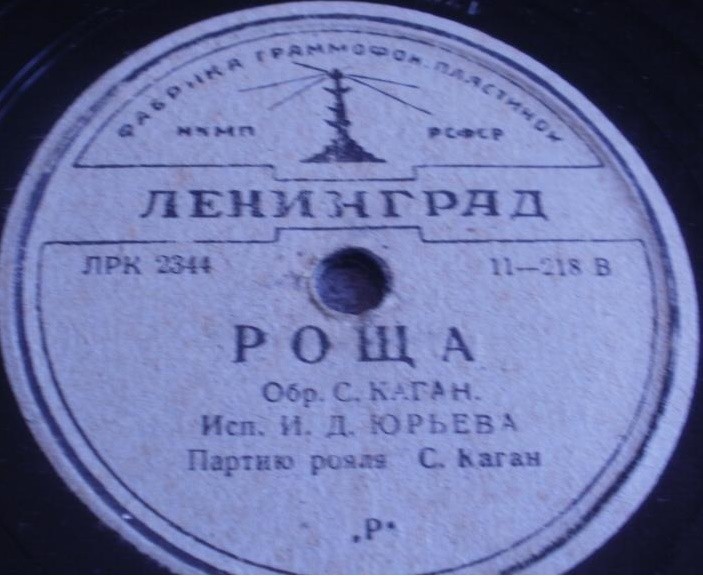 ФАБРИКА ГРАММОФОН. ПЛАСТИНОК
НКМП РСФСР
ЛЕНИНГРАД
ЛРК 2344 11—218 В
РОЩА
Обр. С. КАГАН.
Исп. И. Д. ЮРЬЕВА
Партию рояля С. Каган
„Р“